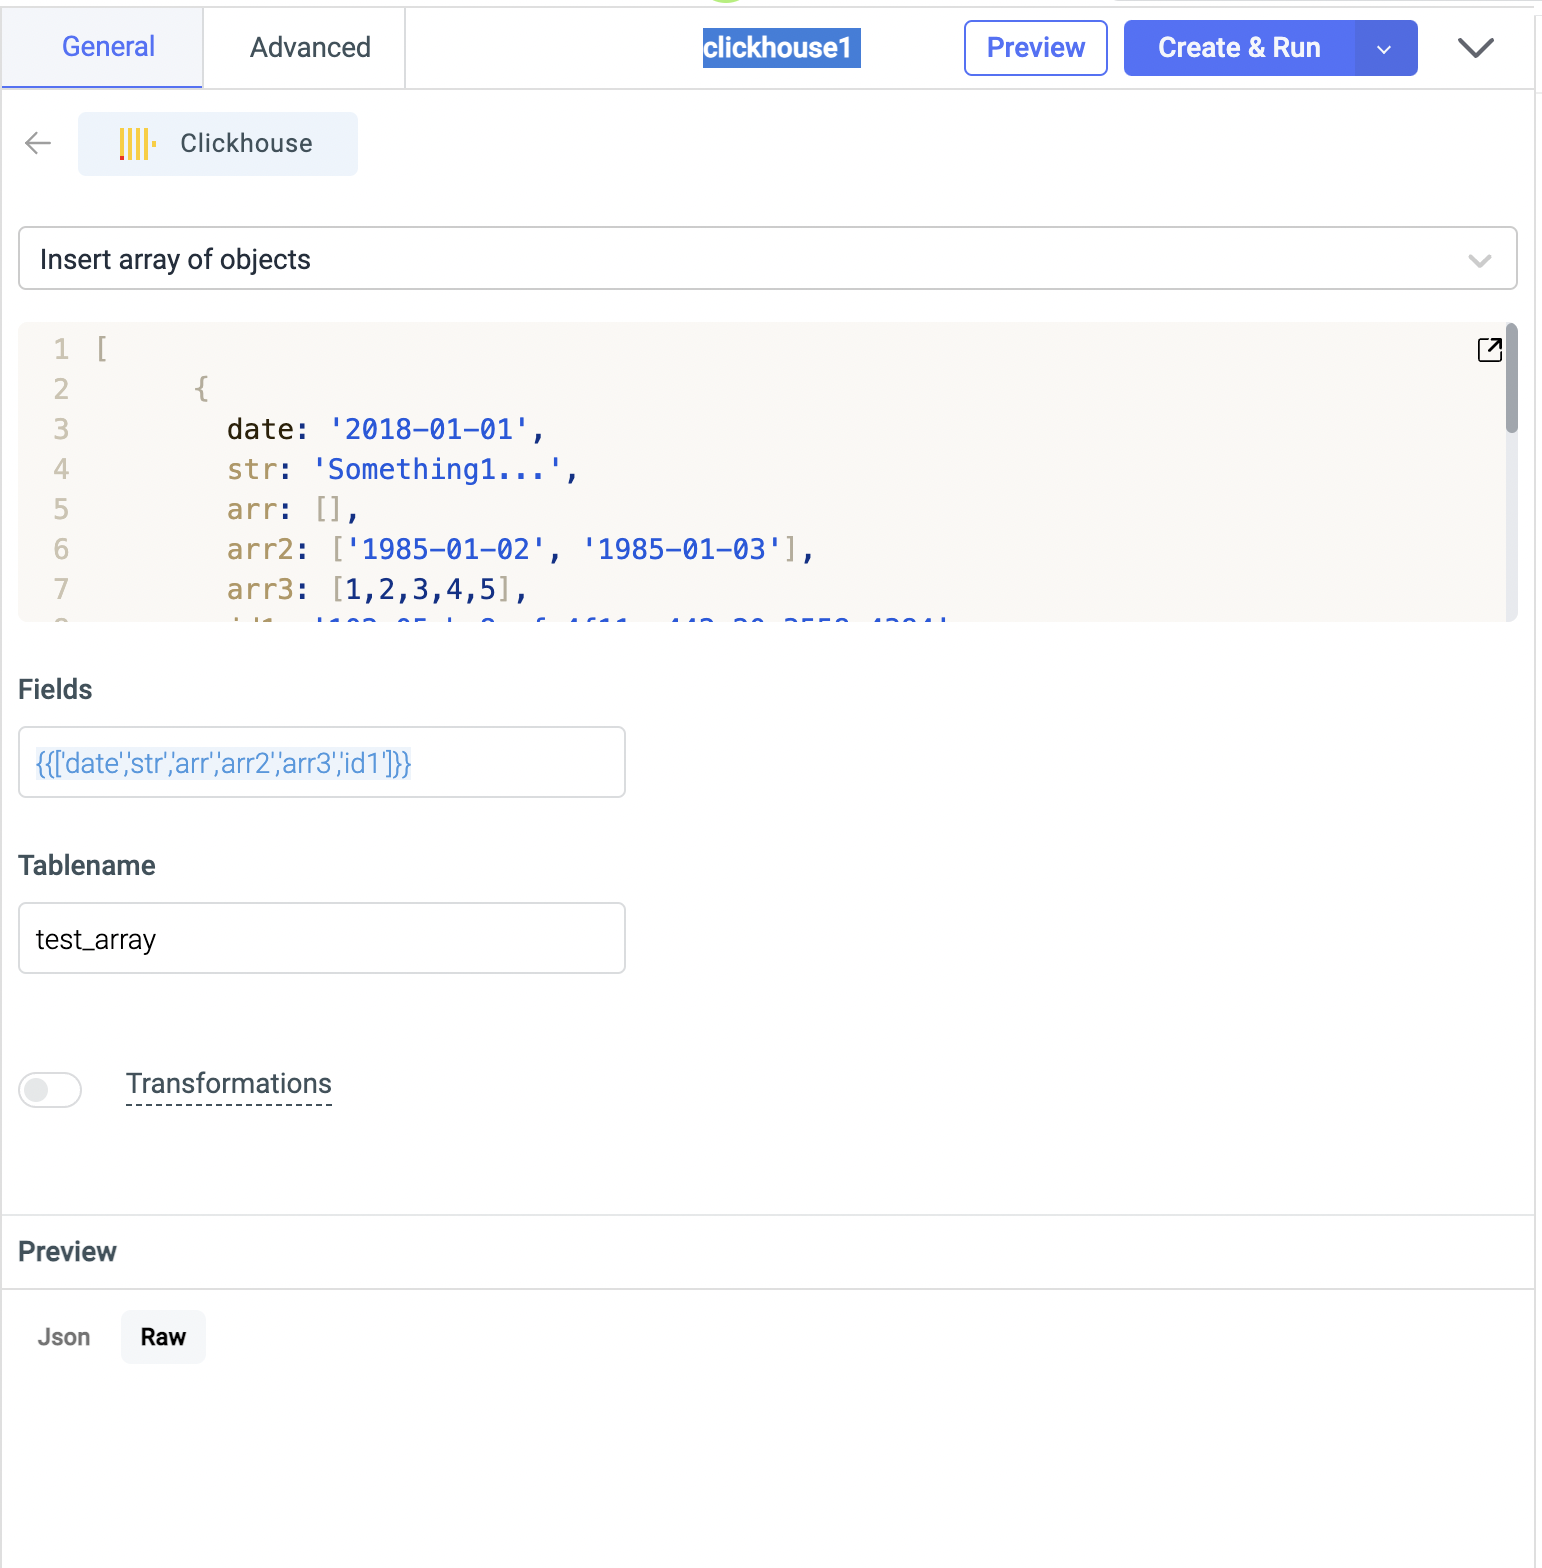 General
Advanced
clickhouse1
Preview
Create & Run
Clickhouse
Insert array of objects
1 [
2 {
3 date: '2018-01-01',
4 str: 'Something1...',
5 arr: [],
6 arr2: ['1985-01-02', '1985-01-03'],
7 arr3: [1,2,3,4,5],
Fields
{{['date','str','arr','arr2','arr3','id1']}}
Tablename
test_array
Transformations
Preview
Json
Raw